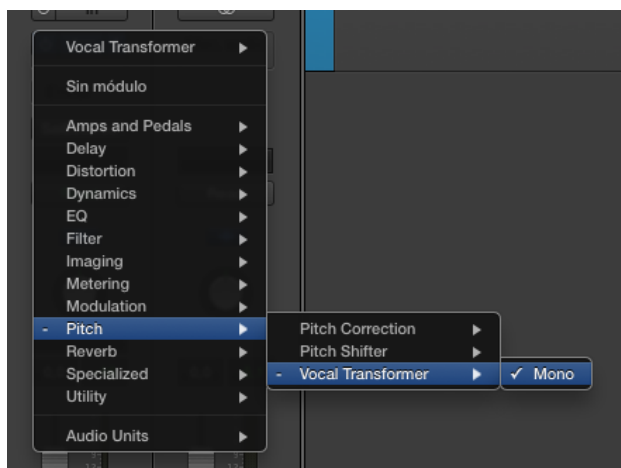 Vocal Transformer
Sin módulo
Amps and Pedals
Delay
Distortion
Dynamics
EQ
Filter
Imaging
Metering
Modulation
- Pitch
Reverb
Specialized
Utility
Audio Units
Pitch Correction
Pitch Shifter
- Vocal Transformer
✓ Mono